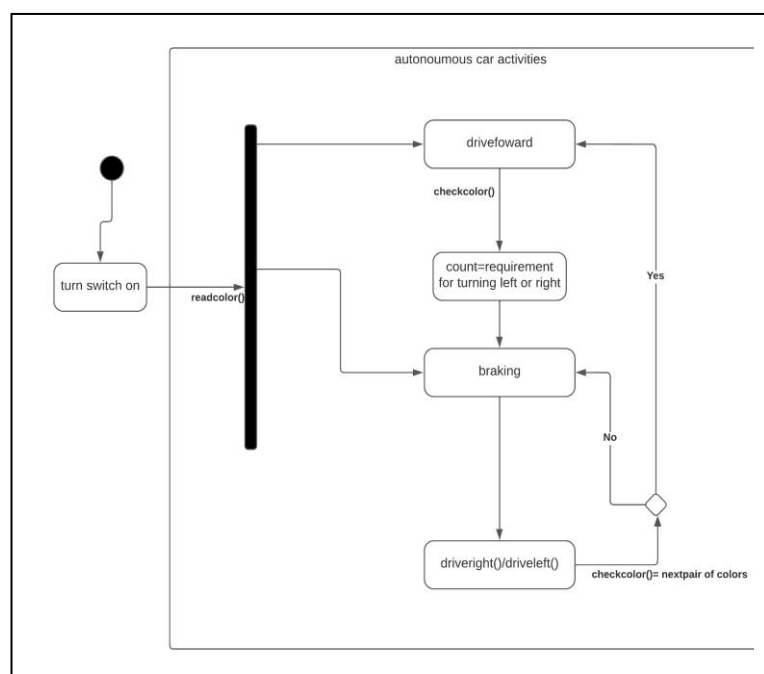 autonoumous car activities
drivefoward
checkcolor()
turn switch on
readcolor()
count=requirement
for turning left or right
Yes
braking
No
driveright()/driveleft()
checkcolor()= nextpair of colors